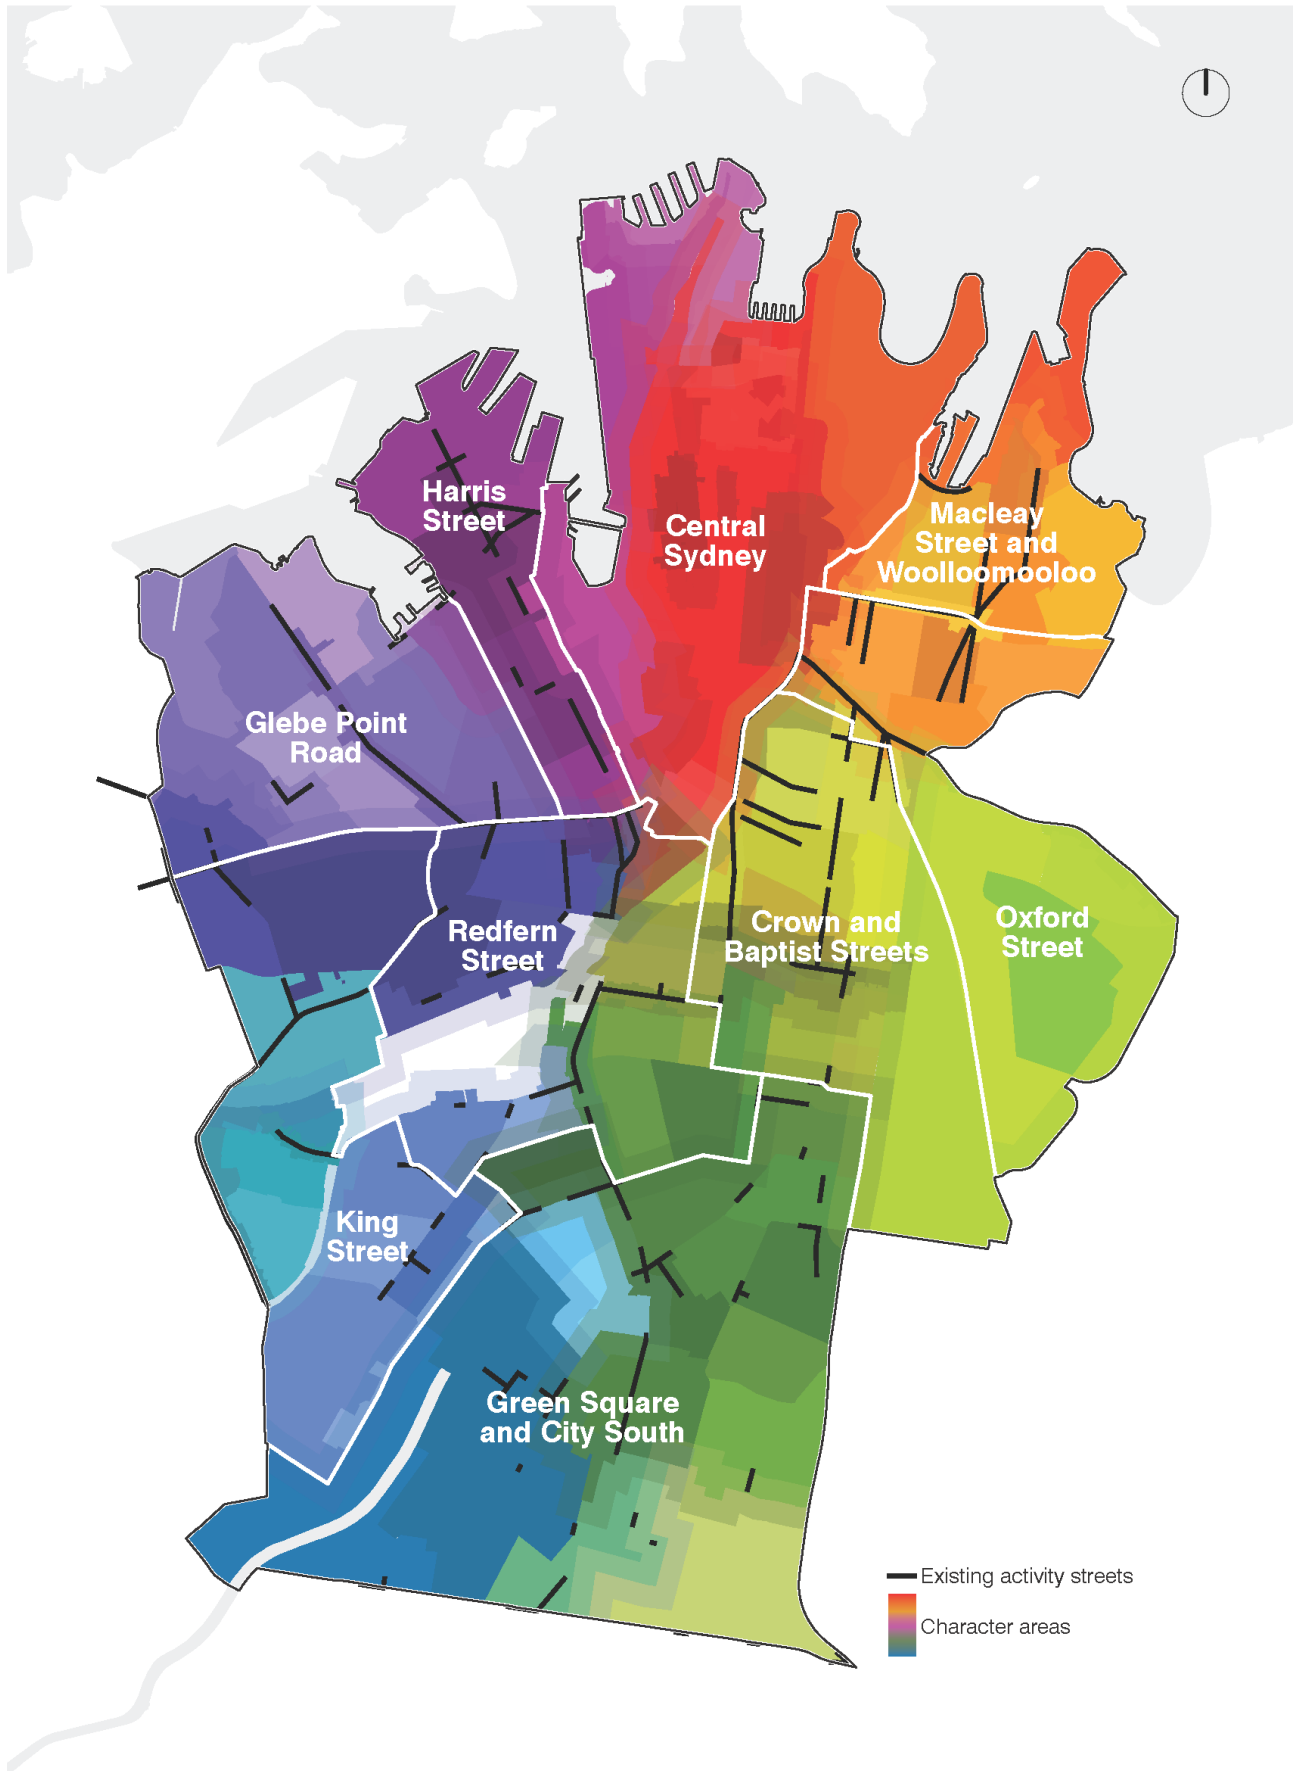 Harris
Street
Central
Sydney
Macleay
Street and
Woolloomooloo
Glebe Point
Road
Redfern
Street
Crown and
Baptist Streets
Oxford
Street
King
Street
Green Square
and City South
Existing activity streets
Character areas